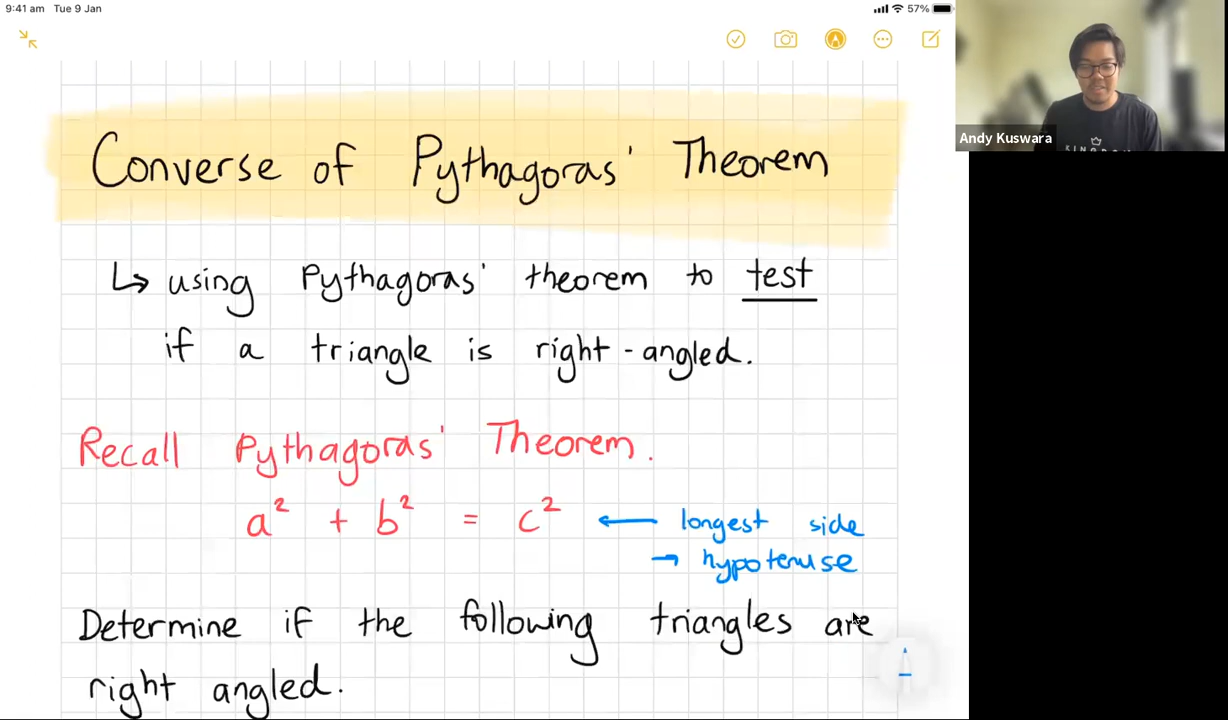 9:41 am Tue 9 Jan
57%
Andy Kuswara
Converse of Pythagoras' Theorem
↳ using Pythagoras' theorem to test
if a triangle is right-angled.
Recall Pythagoras' Theorem.
a² + b² = c² ← longest side
→ hypotenuse
Determine if the following triangles are
right angled.